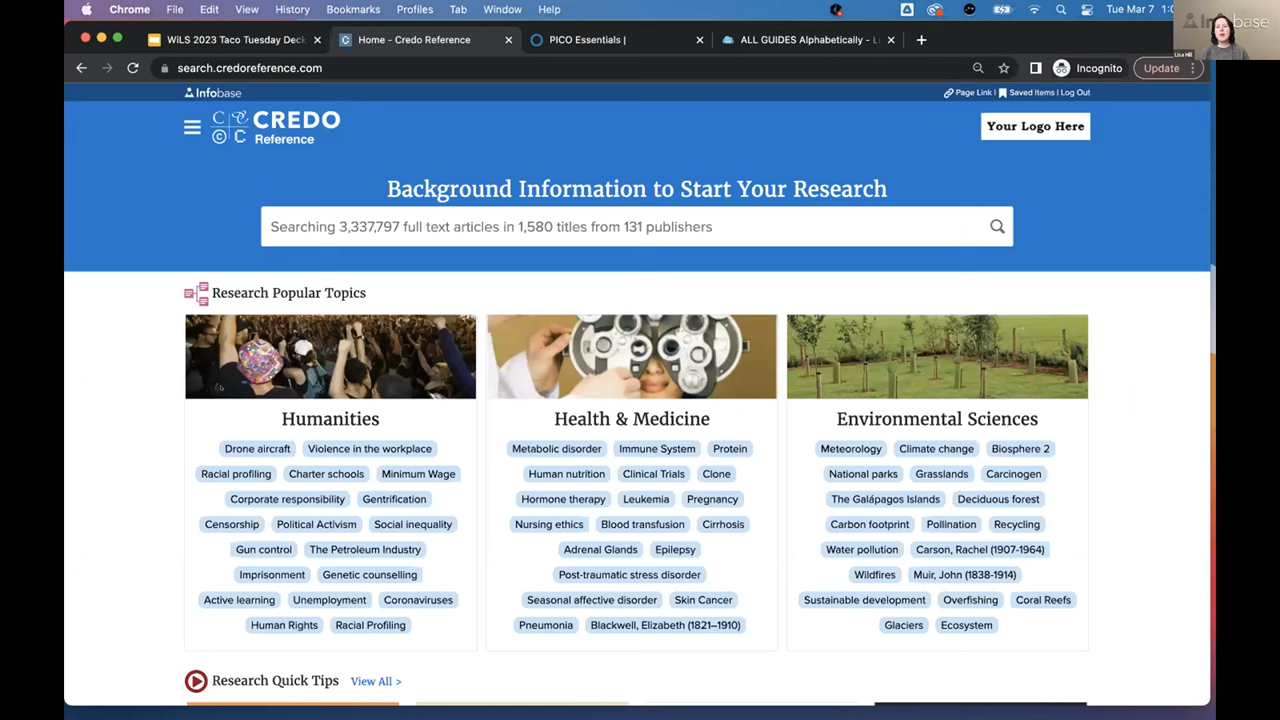 Chrome File Edit View History Bookmarks Profiles Tab Window Help Tue Mar 7
Infobase
WiLS 2023 Taco Tuesday Deck Home - Credo Reference PICO Essentials | ALL GUIDES Alphabetically -
Lisa Hill
search.credoreference.com Incognito Update
Infobase Page Link | Saved Items | Log Out
CREDO
Reference
Your Logo Here
Background Information to Start Your Research
Searching 3,337,797 full text articles in 1,580 titles from 131 publishers
Research Popular Topics
Humanities
Drone aircraft Violence in the workplace
Racial profiling Charter schools Minimum Wage
Corporate responsibility Gentrification
Censorship Political Activism Social inequality
Gun control The Petroleum Industry
Imprisonment Genetic counselling
Active learning Unemployment Coronaviruses
Human Rights Racial Profiling
Health & Medicine
Metabolic disorder Immune System Protein
Human nutrition Clinical Trials Clone
Hormone therapy Leukemia Pregnancy
Nursing ethics Blood transfusion Cirrhosis
Adrenal Glands Epilepsy
Post-traumatic stress disorder
Seasonal affective disorder Skin Cancer
Pneumonia Blackwell, Elizabeth (1821–1910)
Environmental Sciences
Meteorology Climate change Biosphere 2
National parks Grasslands Carcinogen
The Galápagos Islands Deciduous forest
Carbon footprint Pollination Recycling
Water pollution Carson, Rachel (1907-1964)
Wildfires Muir, John (1838-1914)
Sustainable development Overfishing Coral Reefs
Glaciers Ecosystem
Research Quick Tips View All >